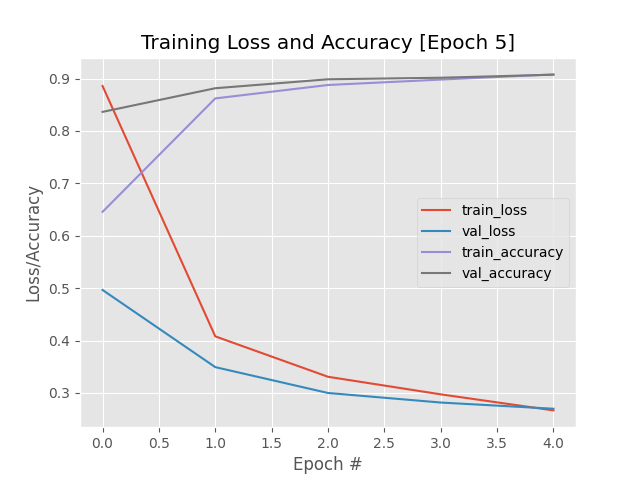 Training Loss and Accuracy [Epoch 5]
Loss/Accuracy
0.9
0.8
0.7
0.6
0.5
0.4
0.3
train_loss
val_loss
train_accuracy
val_accuracy
0.0 0.5 1.0 1.5 2.0 2.5 3.0 3.5 4.0
Epoch #